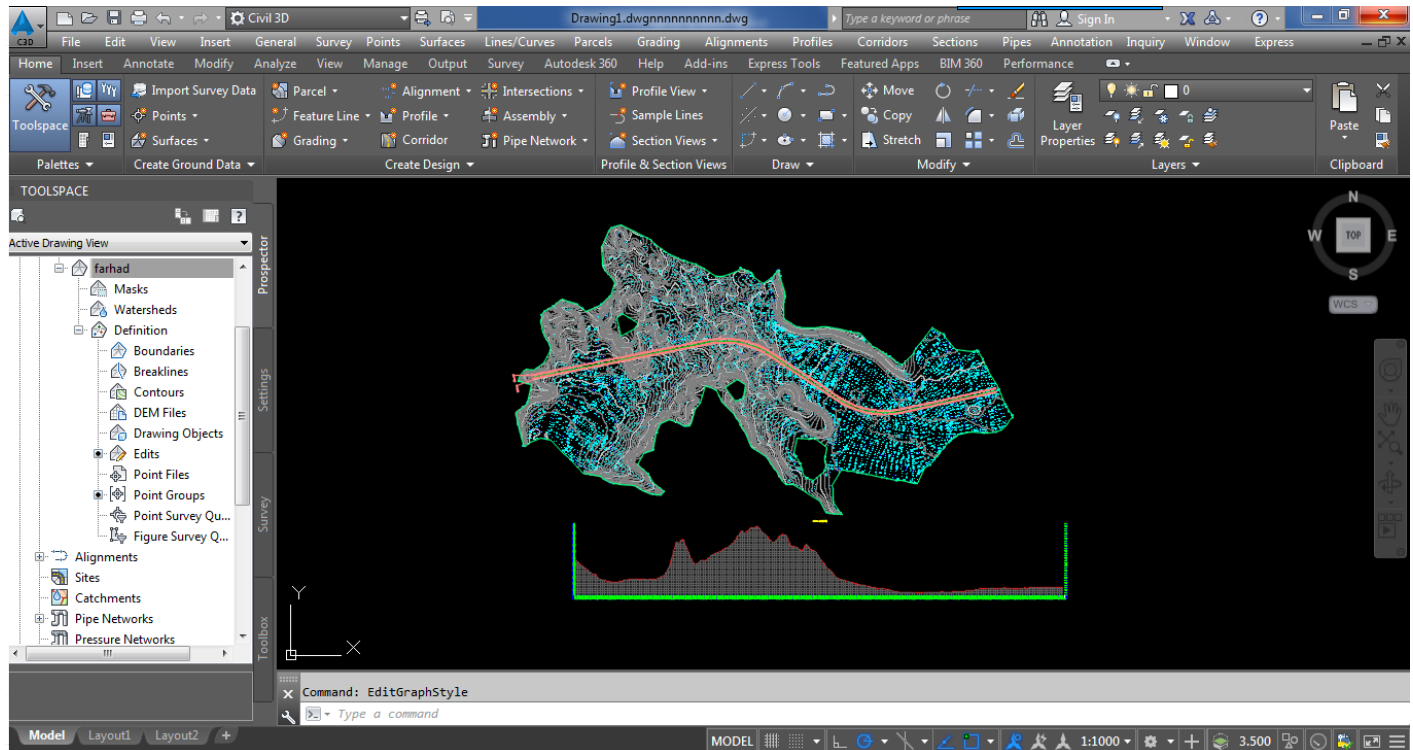 Civil 3D Drawing1.dwgnnnnnnnnnn.dwg Type a keyword or phrase Sign In
C3D File Edit View Insert General Survey Points Surfaces Lines/Curves Parcels Grading Alignments Profiles Corridors Sections Pipes Annotation Inquiry Window Express
Home Insert Annotate Modify Analyze View Manage Output Survey Autodesk 360 Help Add-ins Express Tools Featured Apps BIM 360 Performance
Import Survey Data Parcel Alignment Intersections Profile View Move 0
Toolspace Points Feature Line Profile Assembly Sample Lines Copy Layer Properties Paste
Surfaces Grading Corridor Pipe Network Section Views Stretch
Palettes Create Ground Data Create Design Profile & Section Views Draw Modify Layers Clipboard
TOOLSPACE
Active Drawing View
farhad
Masks
Watersheds
Definition
Boundaries
Breaklines
Contours
DEM Files
Drawing Objects
Edits
Point Files
Point Groups
Point Survey Qu...
Figure Survey Q...
Alignments
Sites
Catchments
Pipe Networks
Pressure Networks
Prospector
Settings
Survey
Toolbox
N
W TOP E
S
WCS
Y
X
Command: EditGraphStyle
Type a command
Model Layout1 Layout2 + MODEL 1:1000 3.500